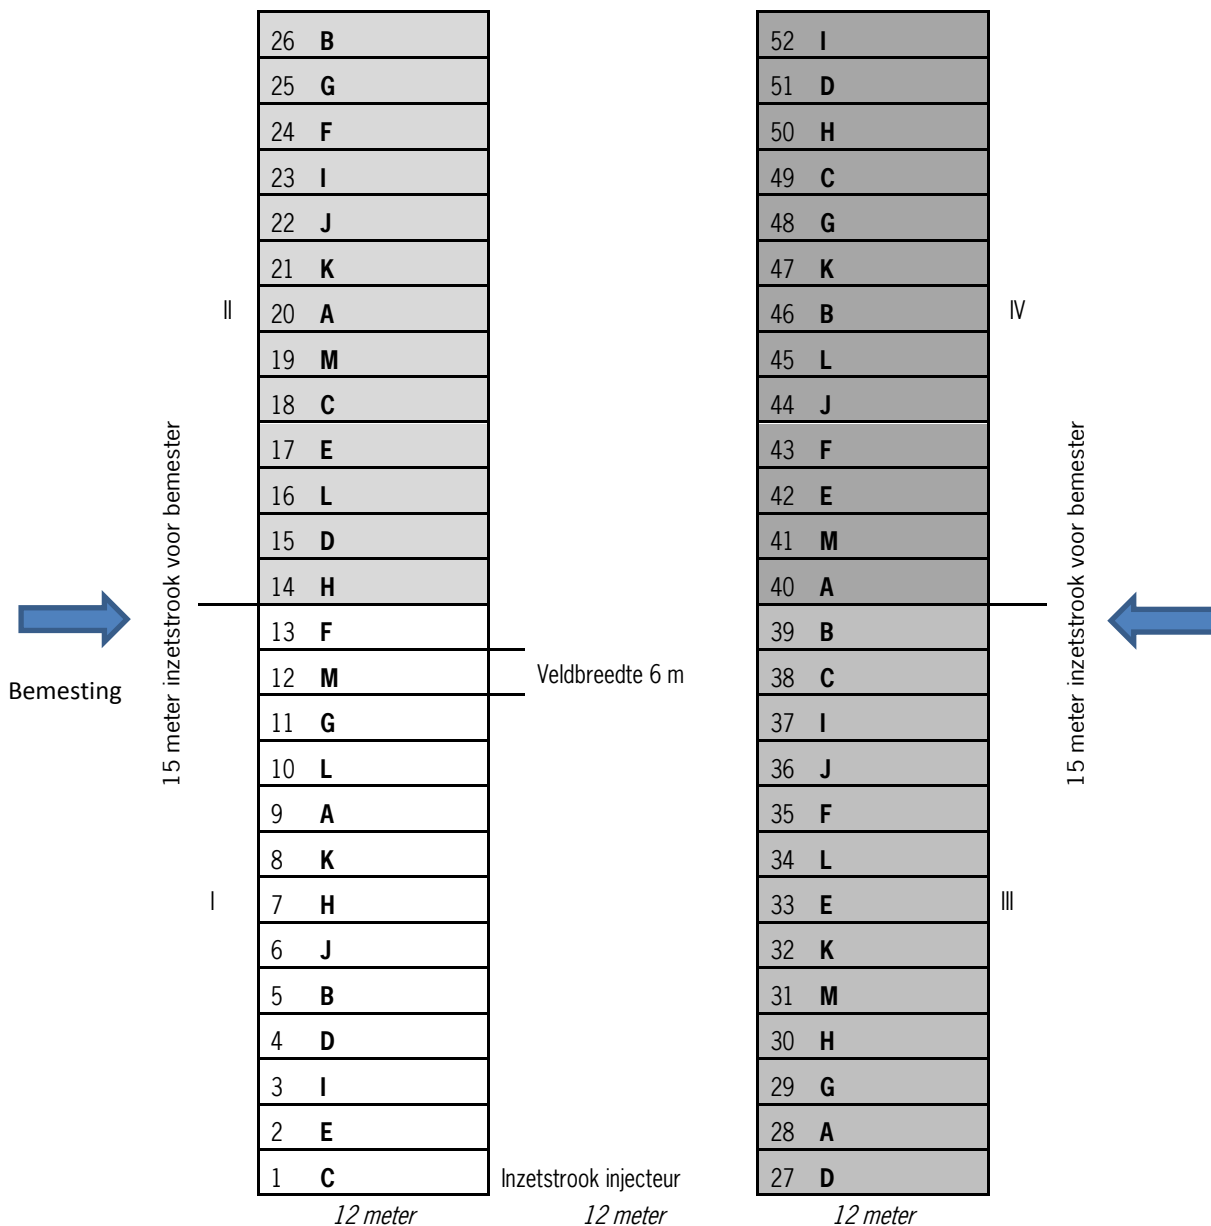 26 B
25 G
24 F
23 I
22 J
21 K
II
20 A
19 M
18 C
17 E
16 L
15 D
14 H
13 F
12 M
11 G
10 L
9 A
8 K
I
7 H
6 J
5 B
4 D
3 I
2 E
1 C
12 meter
15 meter inzetstrook voor bemester
Bemesting
Veldbreedte 6 m
Inzetstrook injecteur
12 meter
52 I
51 D
50 H
49 C
48 G
47 K
46 B
IV
45 L
44 J
43 F
42 E
41 M
40 A
39 B
38 C
37 I
36 J
35 F
34 L
33 E
III
32 K
31 M
30 H
29 G
28 A
27 D
12 meter
15 meter inzetstrook voor bemester